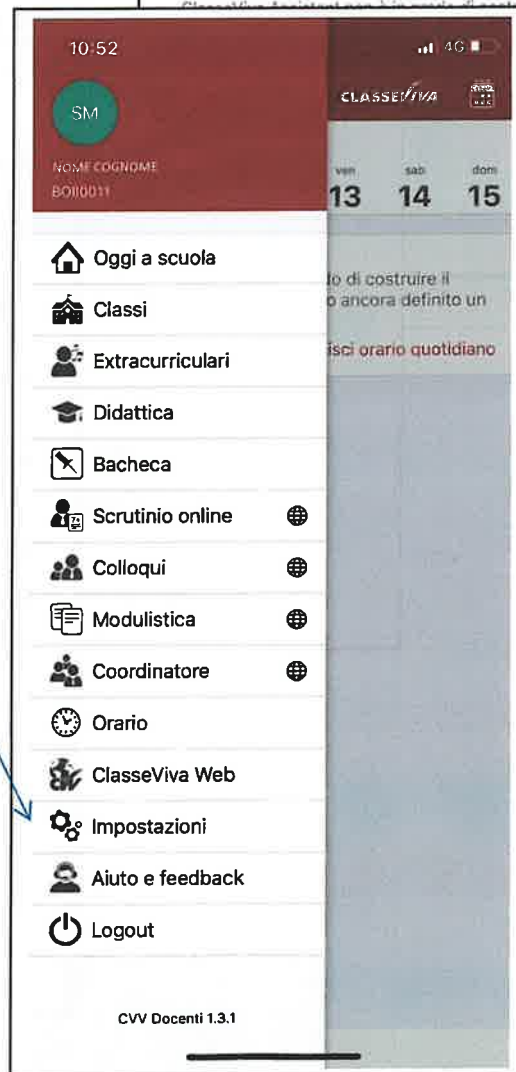 10:52
4G
SM
CLASSEVIVA
NOME COGNOME
ven
sab
dom
13
14
15
Oggi a scuola
do di costruire il
Classi
o ancora definito un
Extracurriculari
isci orario quotidiano
Didattica
Bacheca
Scrutinio online
Colloqui
Modulistica
Coordinatore
Orario
ClasseViva Web
Impostazioni
Aiuto e feedback
Logout
CVV Docenti 1.3.1